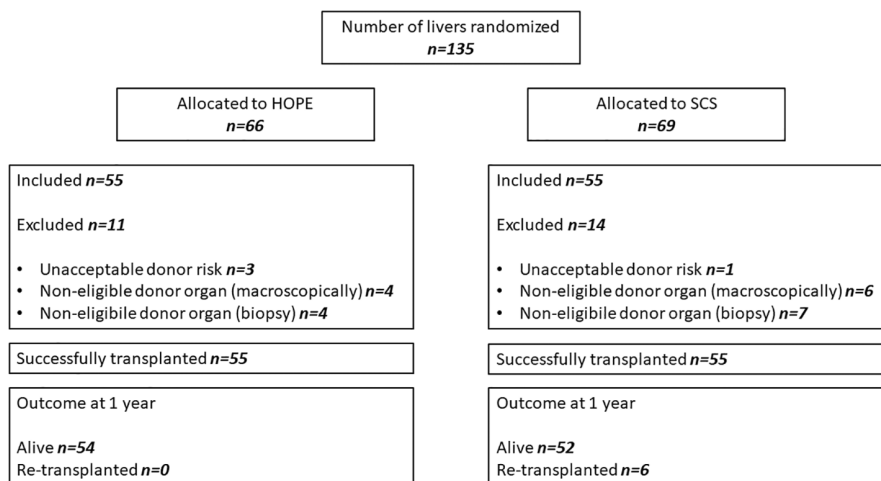 Number of livers randomized
n=135
Allocated to HOPE
n=66
Allocated to SCS
n=69
Included n=55
Excluded n=11
• Unacceptable donor risk n=3
• Non-eligible donor organ (macroscopically) n=4
• Non-eligibile donor organ (biopsy) n=4
Included n=55
Excluded n=14
• Unacceptable donor risk n=1
• Non-eligible donor organ (macroscopically) n=6
• Non-eligibile donor organ (biopsy) n=7
Successfully transplanted n=55
Successfully transplanted n=55
Outcome at 1 year
Alive n=54
Re-transplanted n=0
Outcome at 1 year
Alive n=52
Re-transplanted n=6